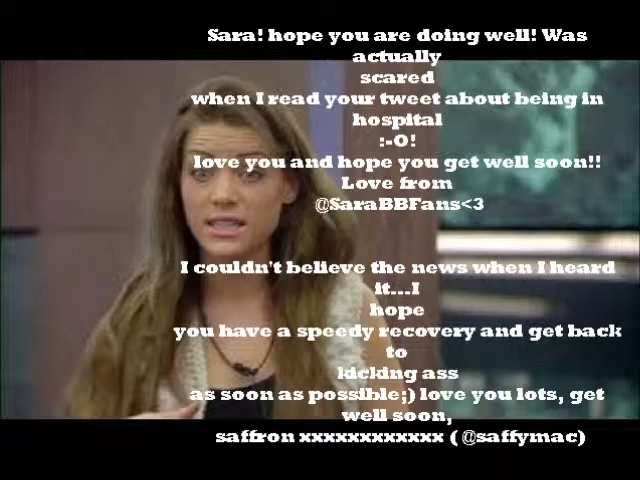 Sara! hope you are doing well! Was
actually
scared
when I read your tweet about being in
hospital
:-O!
love you and hope you get well soon!!
Love from
@SaraBBFans<3
I couldn't believe the news when I heard
it...I
hope
you have a speedy recovery and get back
to
kicking ass
as soon as possible;) love you lots, get
well soon,
saffron xxxxxxxxxxxx ( @saffymac)